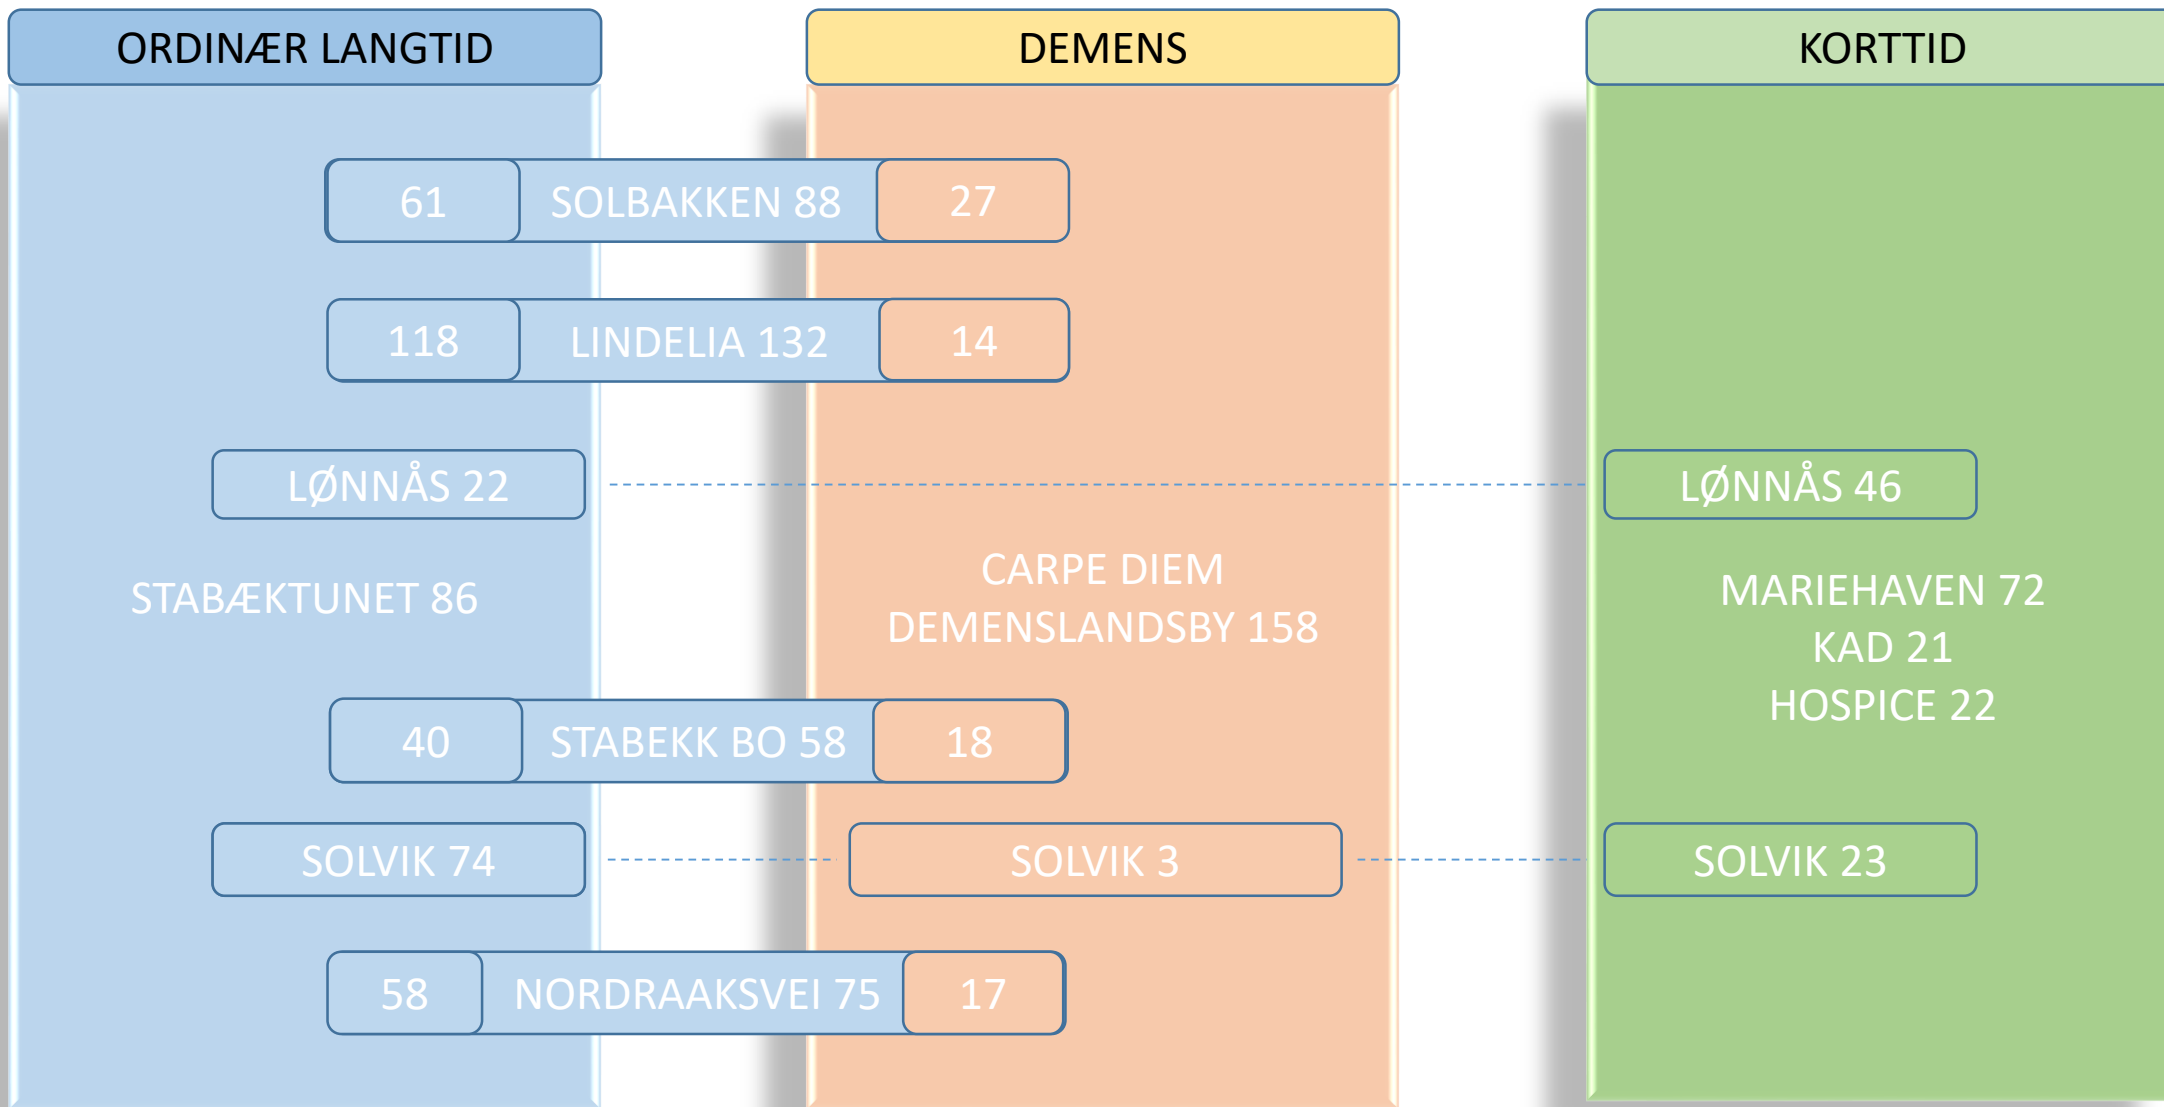 ORDINÆR LANGTID
DEMENS
KORTTID
61
SOLBAKKEN 88
27
118
LINDELIA 132
14
LØNNÅS 22
LØNNÅS 46
STABÆKTUNET 86
CARPE DIEM
DEMENSLANDSBY 158
MARIEHAVEN 72
KAD 21
HOSPICE 22
40
STABEKK BO 58
18
SOLVIK 74
SOLVIK 3
SOLVIK 23
58
NORDRAAKSVEI 75
17